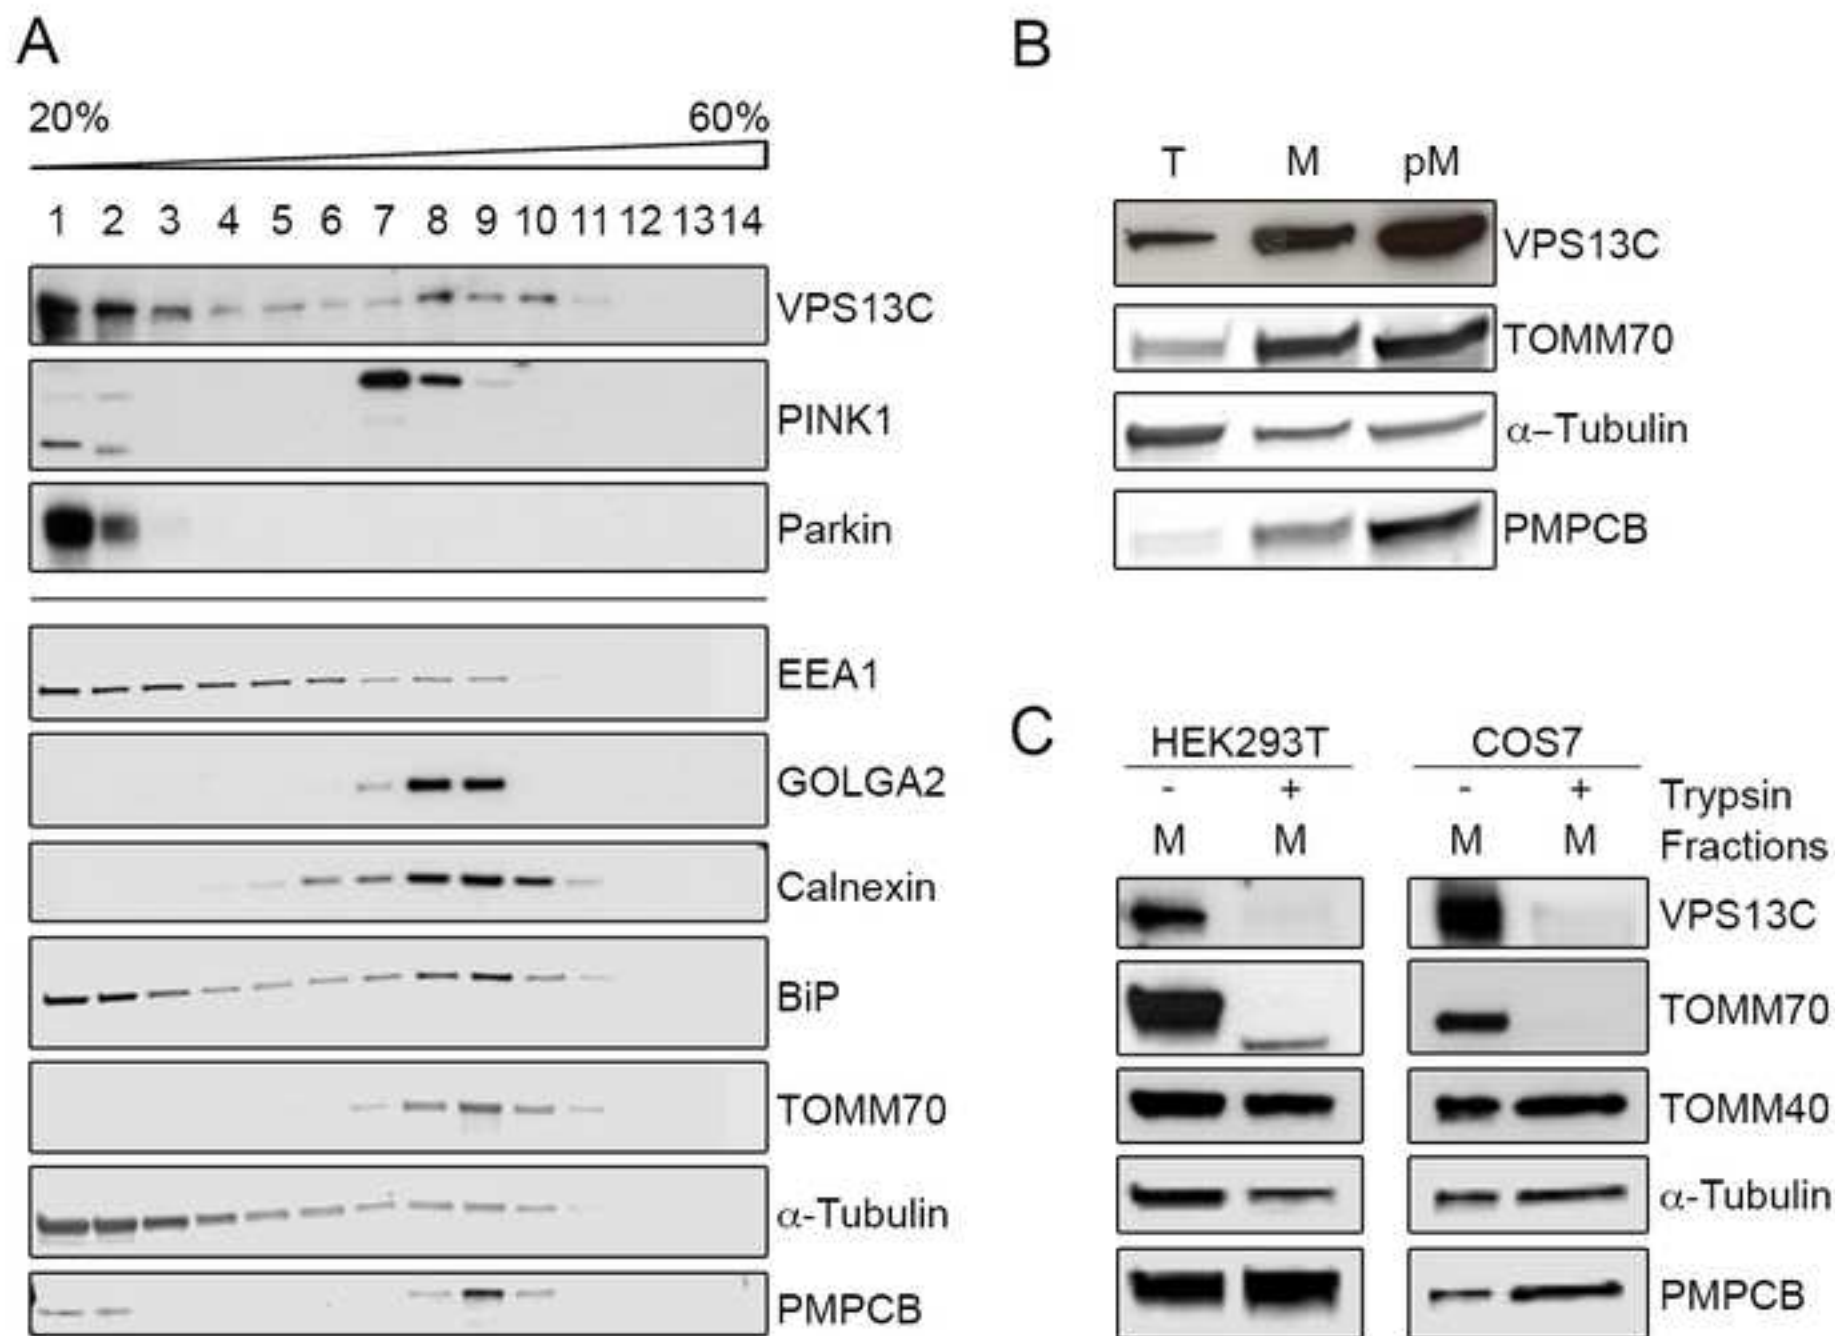 A
20% 60%
1 2 3 4 5 6 7 8 9 10 11 12 13 14
VPS13C
PINK1
Parkin
EEA1
GOLGA2
Calnexin
BiP
TOMM70
α-Tubulin
PMPCB
B
T M pM
VPS13C
TOMM70
α–Tubulin
PMPCB
C
HEK293T COS7
- + - + Trypsin
M M M M Fractions
VPS13C
TOMM70
TOMM40
α-Tubulin
PMPCB